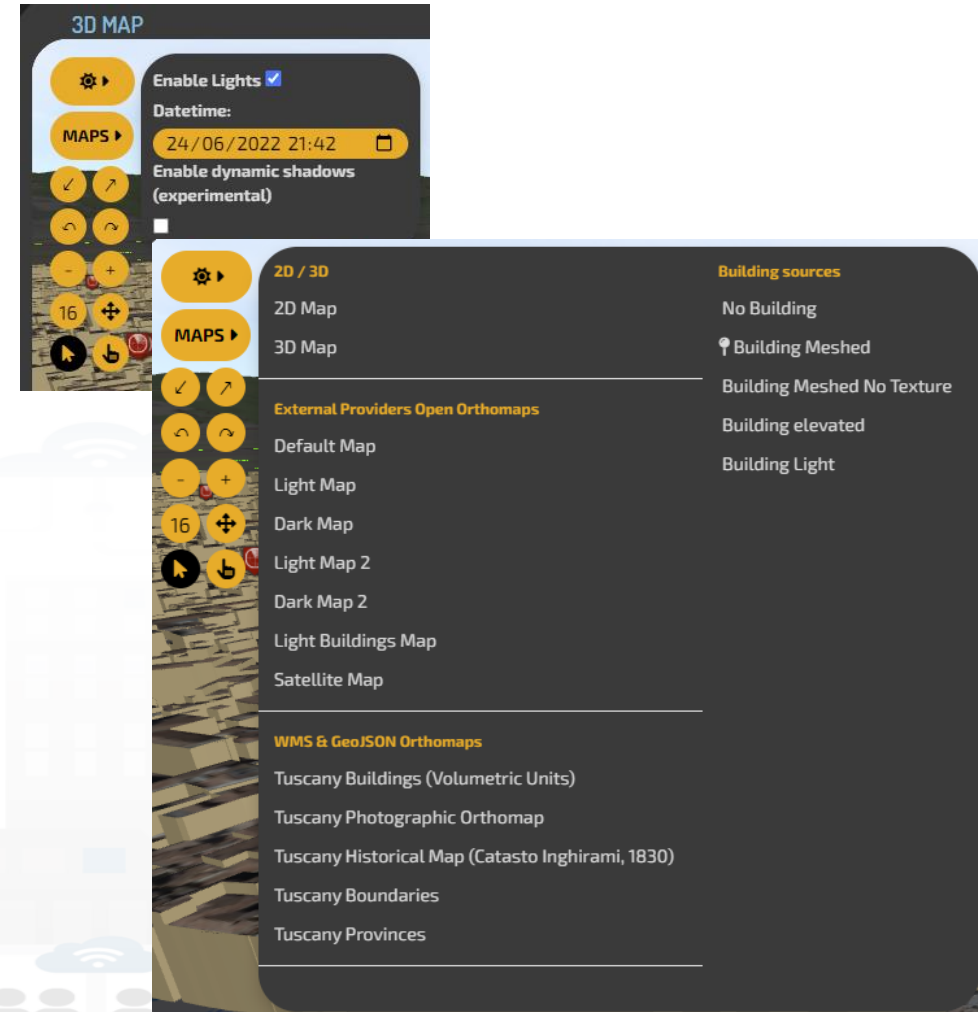 3D MAP
Enable Lights
Datetime:
MAPS
24/06/2022 21:42
Enable dynamic shadows
(experimental)
-
+
16
2D / 3D
2D Map
3D Map
External Providers Open Orthomaps
Default Map
Light Map
Dark Map
Light Map 2
Dark Map 2
Light Buildings Map
Satellite Map
WMS & GeoJSON Orthomaps
Tuscany Buildings (Volumetric Units)
Tuscany Photographic Orthomap
Tuscany Historical Map (Catasto Inghirami, 1830)
Tuscany Boundaries
Tuscany Provinces
Building sources
No Building
Building Meshed
Building Meshed No Texture
Building elevated
Building Light
MAPS
-
+
16